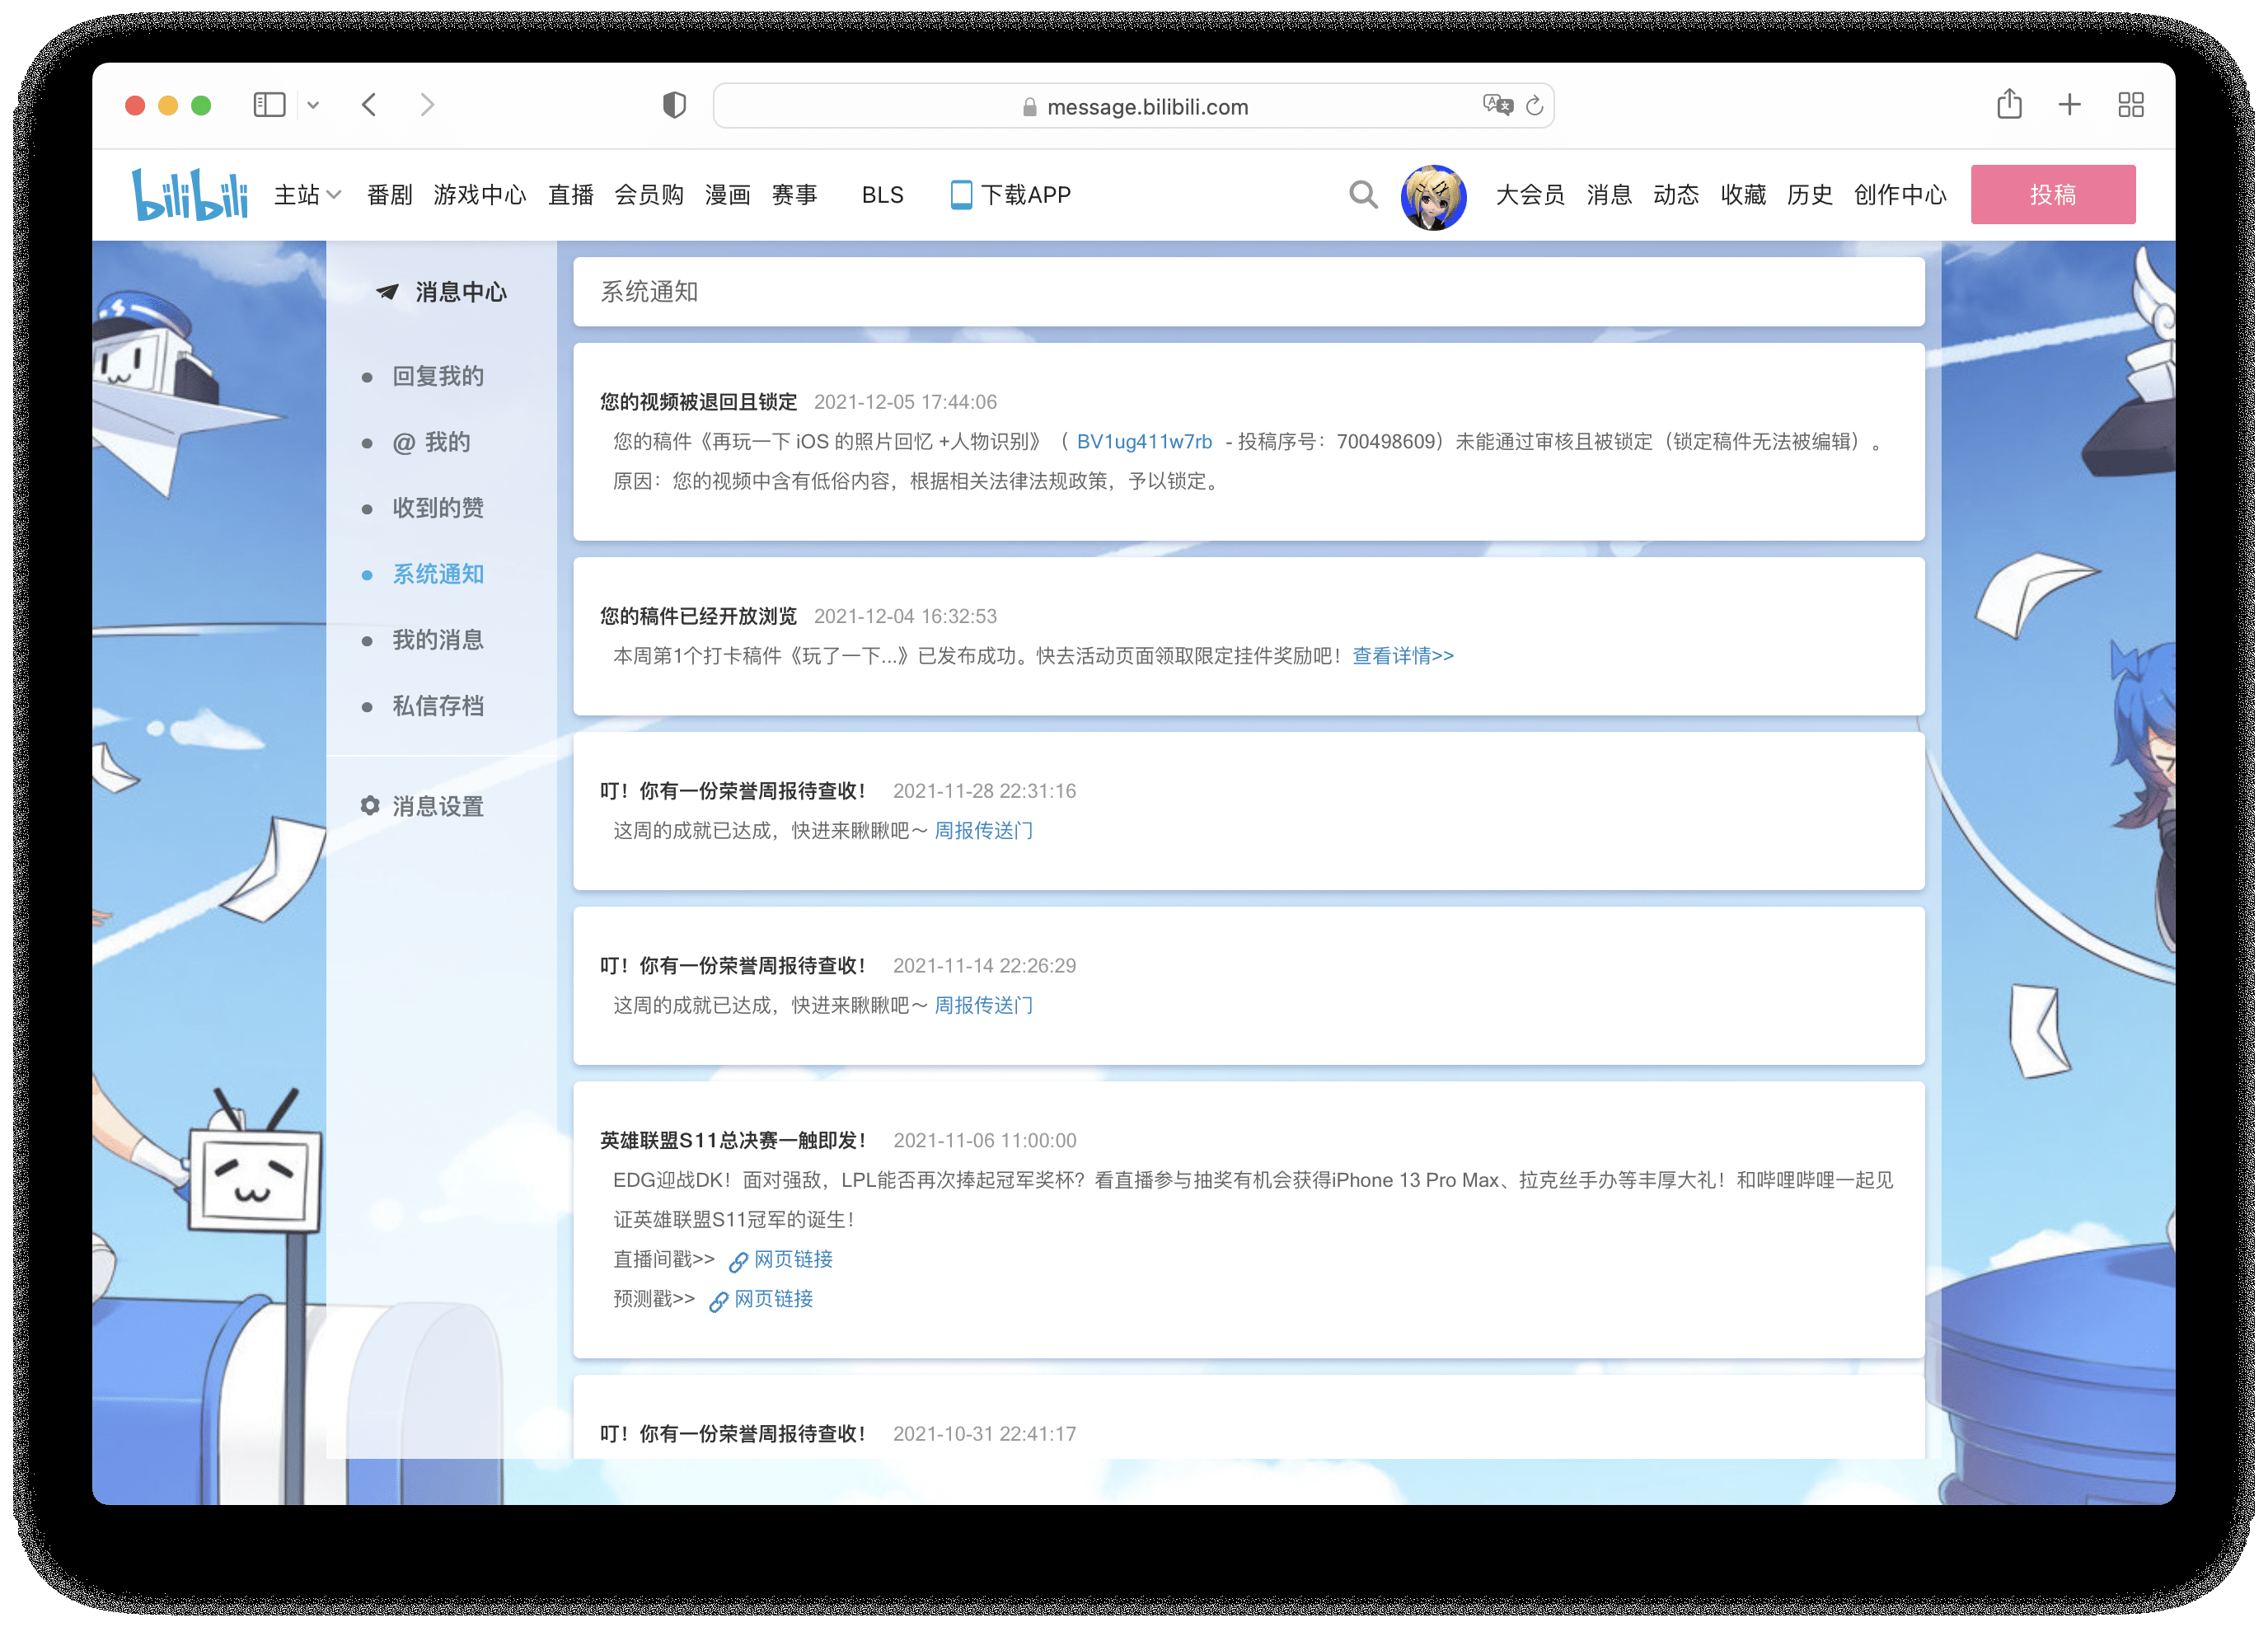 message.bilibili.com
bilibili 主站 番剧 游戏中心 直播 会员购 漫画 赛事 BLS 下载APP 大会员 消息 动态 收藏 历史 创作中心 投稿
消息中心
回复我的
@ 我的
收到的赞
系统通知
我的消息
私信存档
消息设置
系统通知
您的视频被退回且锁定 2021-12-05 17:44:06
您的稿件《再玩一下 iOS 的照片回忆 +人物识别》（ BV1ug411w7rb - 投稿序号：700498609）未能通过审核且被锁定（锁定稿件无法被编辑）。
原因：您的视频中含有低俗内容，根据相关法律法规政策，予以锁定。
您的稿件已经开放浏览 2021-12-04 16:32:53
本周第1个打卡稿件《玩了一下...》已发布成功。快去活动页面领取限定挂件奖励吧！查看详情>>
叮！你有一份荣誉周报待查收！ 2021-11-28 22:31:16
这周的成就已达成，快进来瞅瞅吧～ 周报传送门
叮！你有一份荣誉周报待查收！ 2021-11-14 22:26:29
这周的成就已达成，快进来瞅瞅吧～ 周报传送门
英雄联盟S11总决赛一触即发！ 2021-11-06 11:00:00
EDG迎战DK！面对强敌，LPL能否再次捧起冠军奖杯？看直播参与抽奖有机会获得iPhone 13 Pro Max、拉克丝手办等丰厚大礼！和哔哩哔哩一起见
证英雄联盟S11冠军的诞生！
直播间戳>> 网页链接
预测戳>> 网页链接
叮！你有一份荣誉周报待查收！ 2021-10-31 22:41:17